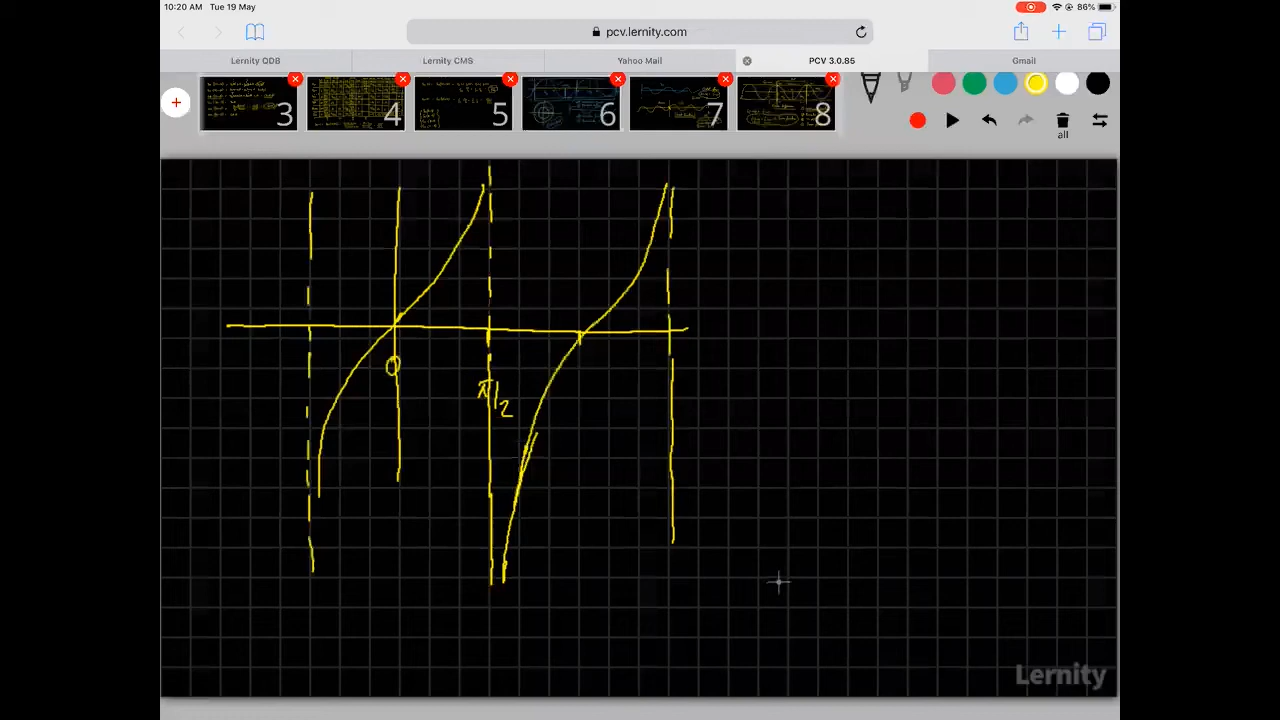 10:20 AM Tue 19 May
86%
pcv.lernity.com
Lernity QDB
Lernity CMS
Yahoo Mail
PCV 3.0.85
Gmail
3
4
5
6
7
8
all
0
π/2
Lernity